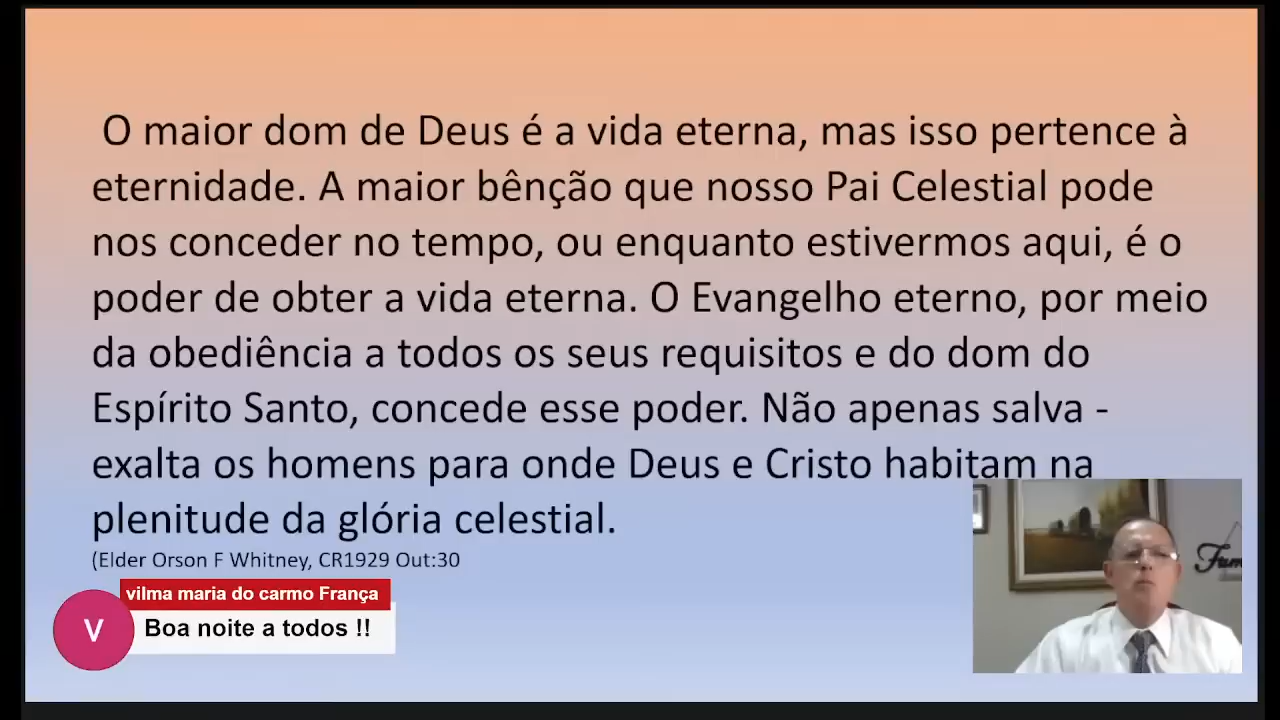 O maior dom de Deus é a vida eterna, mas isso pertence à
eternidade. A maior bênção que nosso Pai Celestial pode
nos conceder no tempo, ou enquanto estivermos aqui, é o
poder de obter a vida eterna. O Evangelho eterno, por meio
da obediência a todos os seus requisitos e do dom do
Espírito Santo, concede esse poder. Não apenas salva -
exalta os homens para onde Deus e Cristo habitam na
plenitude da glória celestial.
(Elder Orson F Whitney, CR1929 Out:30
vilma maria do carmo França
V
Boa noite a todos !!